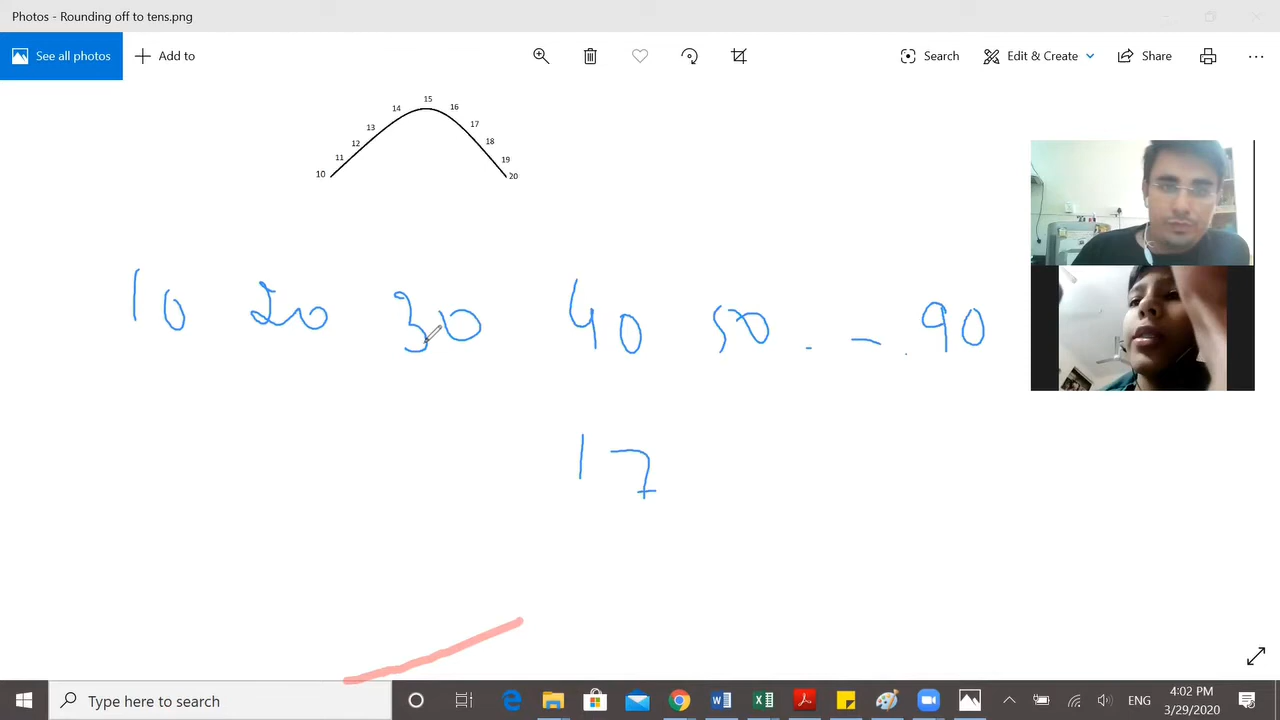 Photos - Rounding off to tens.png
See all photos
Add to
Search
Edit & Create
Share
15
14 16
13 17
12 18
11 19
10 20
10 20 30 40 50 . - . 90
17
Type here to search
ENG
4:02 PM
3/29/2020